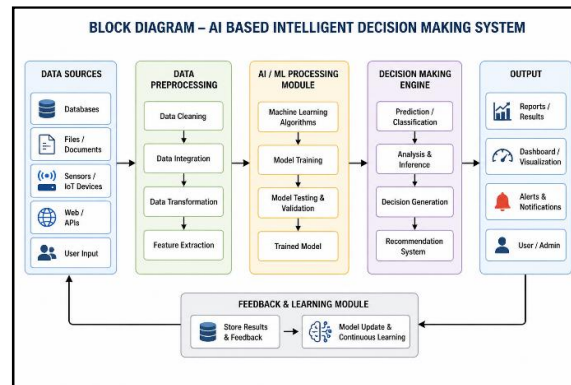 BLOCK DIAGRAM – AI BASED INTELLIGENT DECISION MAKING SYSTEM
DATA SOURCES
Databases
Files /
Documents
Sensors /
IoT Devices
Web /
APIs
User Input
DATA
PREPROCESSING
Data Cleaning
Data Integration
Data Transformation
Feature Extraction
AI / ML PROCESSING
MODULE
Machine Learning
Algorithms
Model Training
Model Testing &
Validation
Trained Model
DECISION MAKING
ENGINE
Prediction /
Classification
Analysis &
Inference
Decision Generation
Recommendation
System
OUTPUT
Reports /
Results
Dashboard /
Visualization
Alerts &
Notifications
User / Admin
FEEDBACK & LEARNING MODULE
Store Results
& Feedback
Model Update &
Continuous Learning